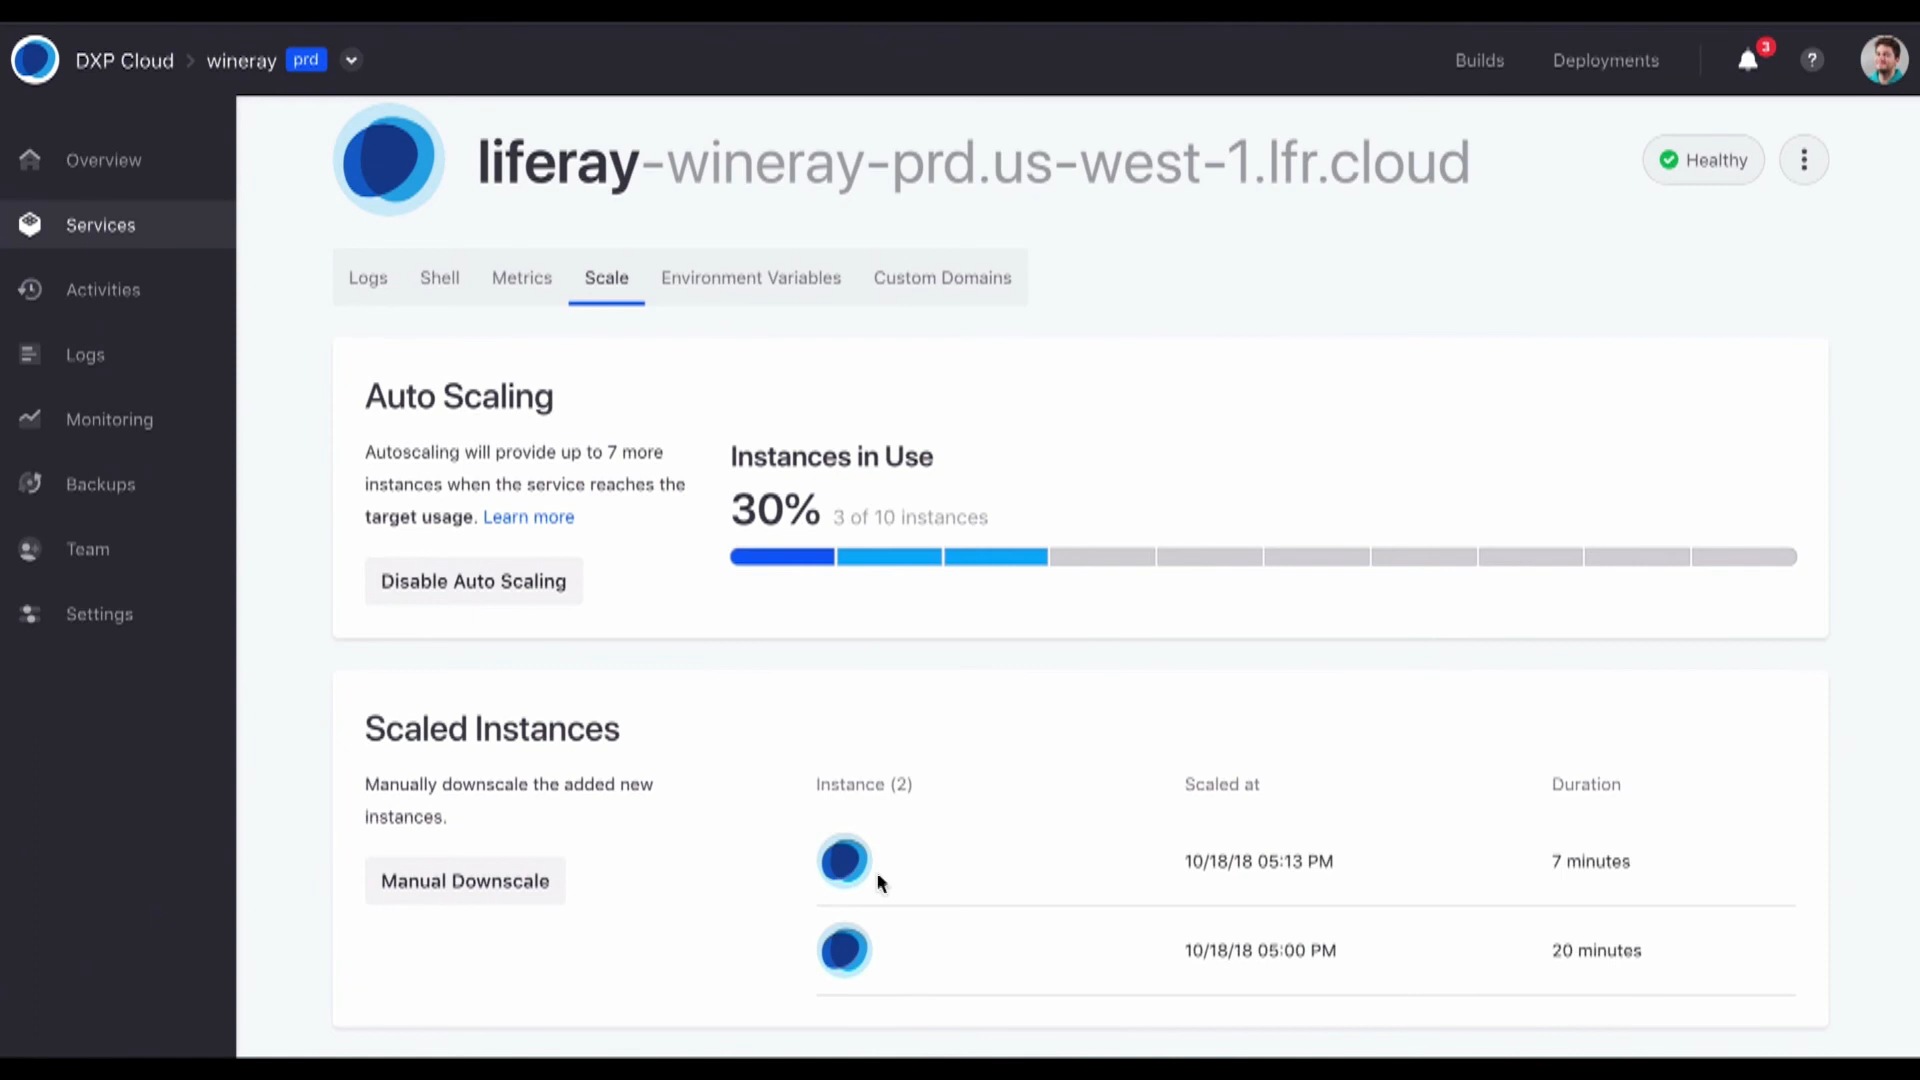 DXP Cloud > wineray prd
Builds
Deployments
3
?
Overview
Services
Activities
Logs
Monitoring
Backups
Team
Settings
liferay-wineray-prd.us-west-1.lfr.cloud
Healthy
Logs
Shell
Metrics
Scale
Environment Variables
Custom Domains
Auto Scaling
Autoscaling will provide up to 7 more
instances when the service reaches the
target usage. Learn more
Disable Auto Scaling
Instances in Use
30% 3 of 10 instances
Scaled Instances
Manually downscale the added new
instances.
Manual Downscale
Instance (2)
Scaled at
Duration
10/18/18 05:13 PM
7 minutes
10/18/18 05:00 PM
20 minutes